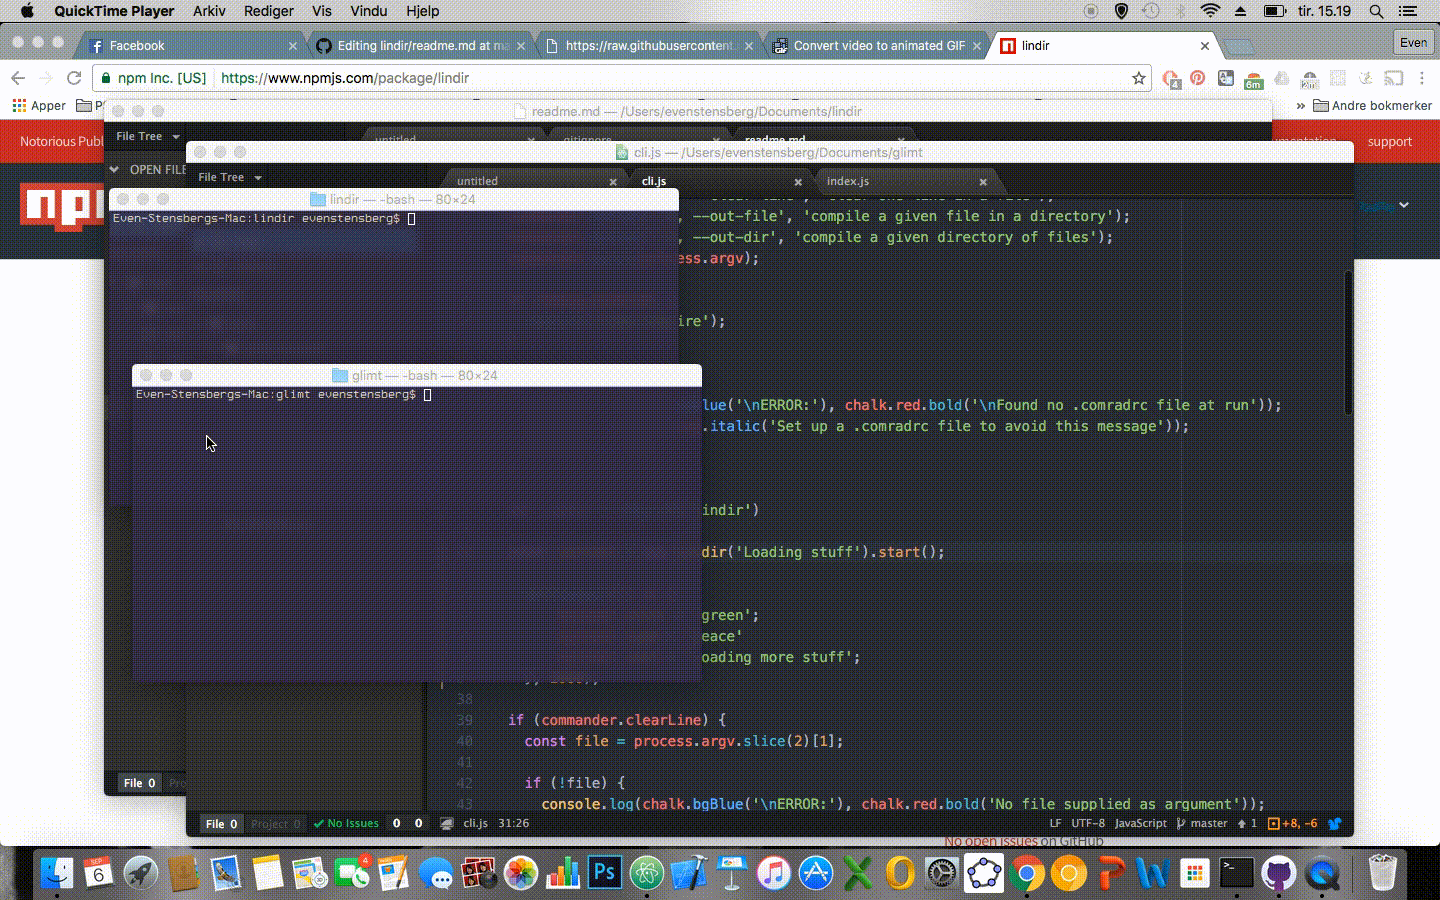 QuickTime Player Arkiv Rediger Vis Vindu Hjelp tir. 15.19
Facebook Editing lindir/readme.md at ma https://raw.githubusercontent. Convert video to animated GIF lindir Even
npm Inc. [US] https://www.npmjs.com/package/lindir
4 6m
Apper » Andre bokmerker
readme.md — /Users/evenstensberg/Documents/lindir
File Tree untitled .gitignore readme.md
Notorious Publ support
OPEN FILE
cli.js — /Users/evenstensberg/Documents/glimt
File Tree untitled cli.js index.js
lindir — -bash — 80×24
Even-Stensbergs-Mac:lindir evenstensberg$
, --out-file', 'compile a given file in a directory');
, --out-dir', 'compile a given directory of files');
ess.argv);
ire');
glimt — -bash — 80×24
Even-Stensbergs-Mac:glimt evenstensberg$
lue('\nERROR:'), chalk.red.bold('\nFound no .comradrc file at run'));
.italic('Set up a .comradrc file to avoid this message'));
indir')
dir('Loading stuff').start();
green';
eace'
oading more stuff';
38
39 if (commander.clearLine) {
40 const file = process.argv.slice(2)[1];
41
42 if (!file) {
43 console.log(chalk.bgBlue('\nERROR:'), chalk.red.bold('No file supplied as argument'));
File 0
File 0 Project 0 No Issues 0 0 cli.js 31:26 LF UTF-8 JavaScript master 1 +8, -6
No open issues on GitHub
SEP
6
4
Ps